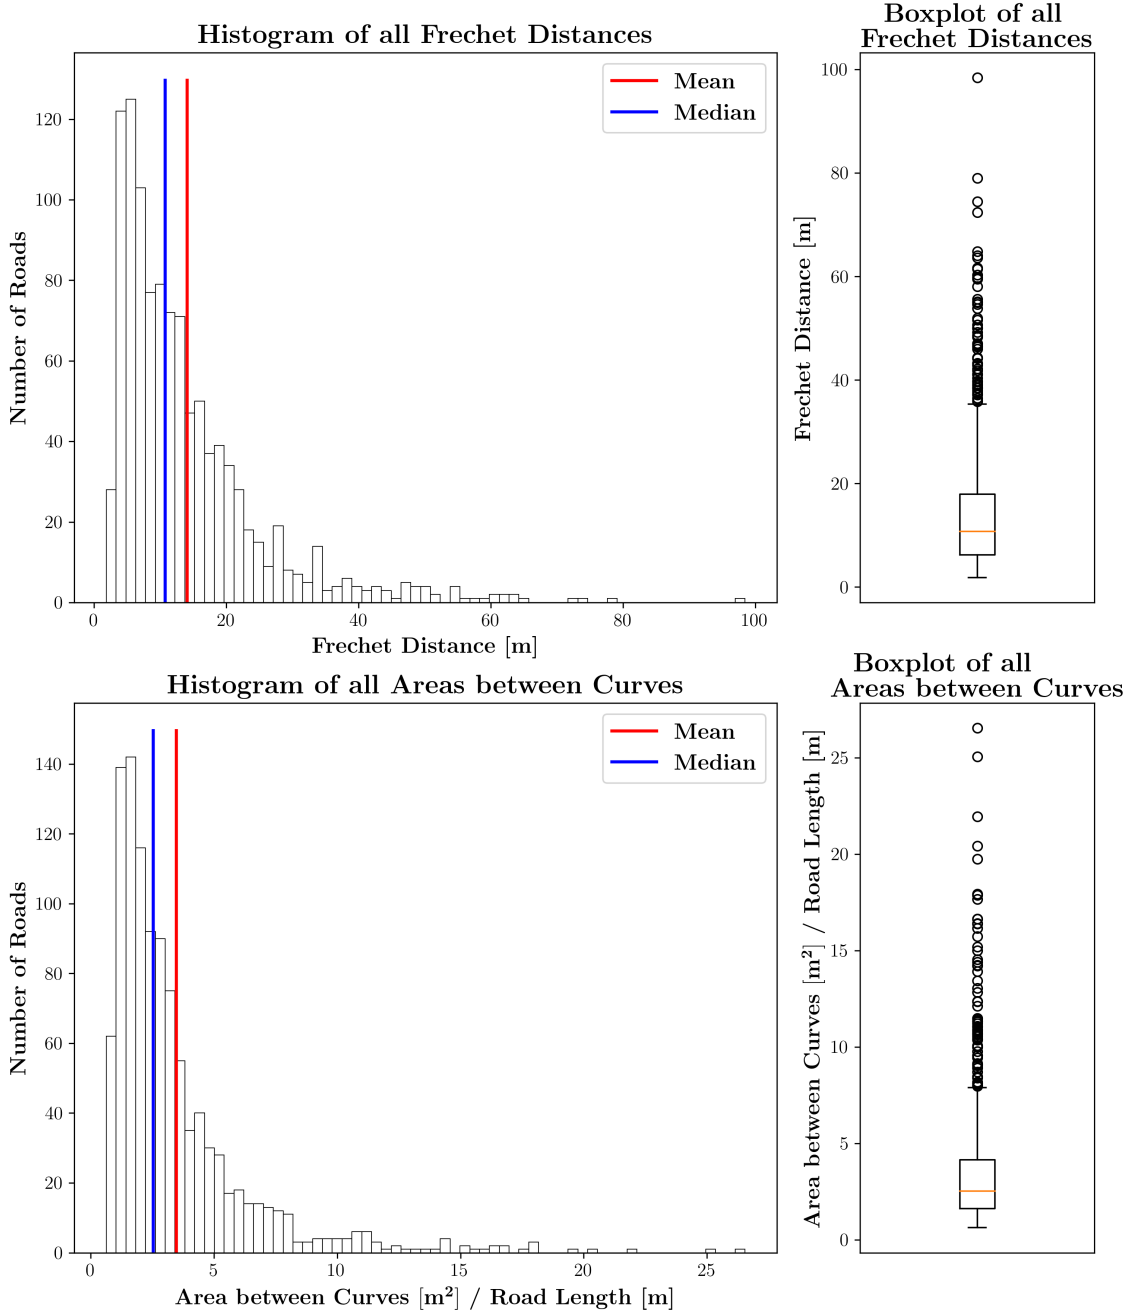 Histogram of all Frechet Distances
Mean
Median
Number of Roads
0
20
40
60
80
100
120
0
20
40
60
80
100
Frechet Distance [m]
Boxplot of all
Frechet Distances
Frechet Distance [m]
100
80
60
40
20
0
Histogram of all Areas between Curves
Mean
Median
Number of Roads
0
20
40
60
80
100
120
140
0
5
10
15
20
25
Area between Curves [m²] / Road Length [m]
Boxplot of all
Areas between Curves
Area between Curves [m²] / Road Length [m]
25
20
15
10
5
0